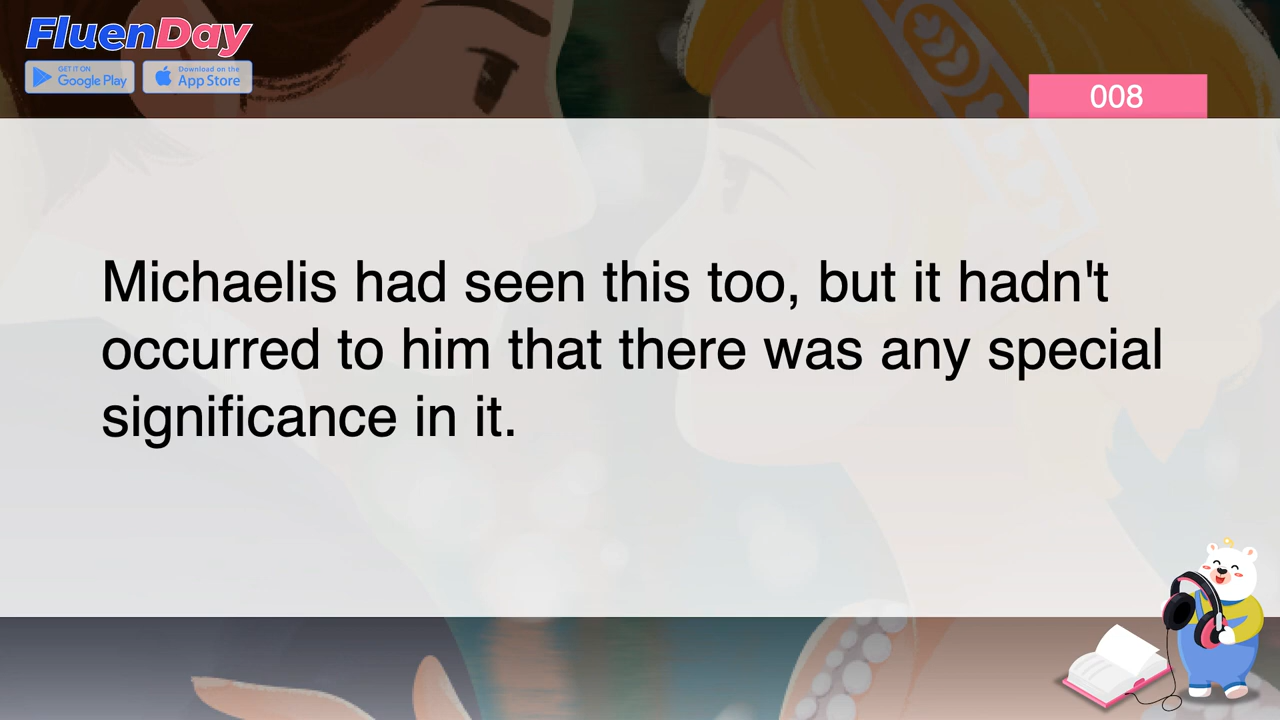 FluenDay
GET IT ON
Google Play
Download on the
App Store
008
Michaelis had seen this too, but it hadn't
occurred to him that there was any special
significance in it.